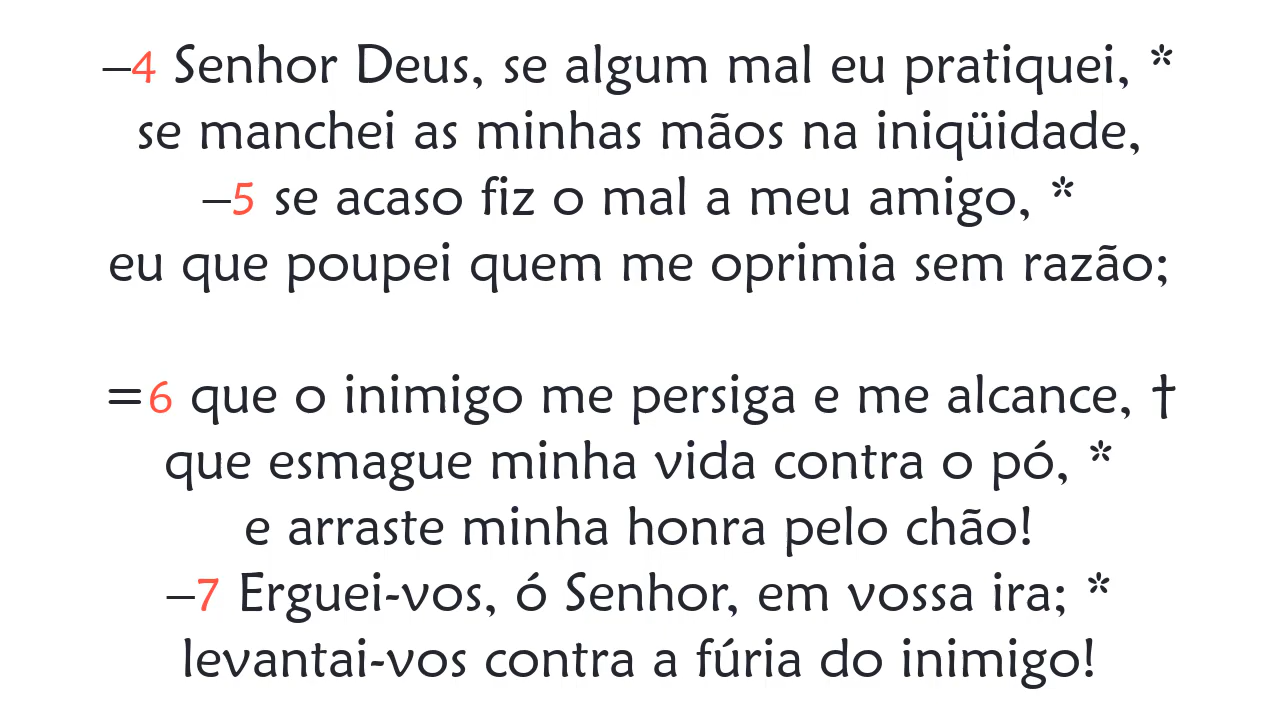 –4 Senhor Deus, se algum mal eu pratiquei, *
se manchei as minhas mãos na iniqüidade,
–5 se acaso fiz o mal a meu amigo, *
eu que poupei quem me oprimia sem razão;
=6 que o inimigo me persiga e me alcance, †
que esmague minha vida contra o pó, *
e arraste minha honra pelo chão!
–7 Erguei-vos, ó Senhor, em vossa ira; *
levantai-vos contra a fúria do inimigo!